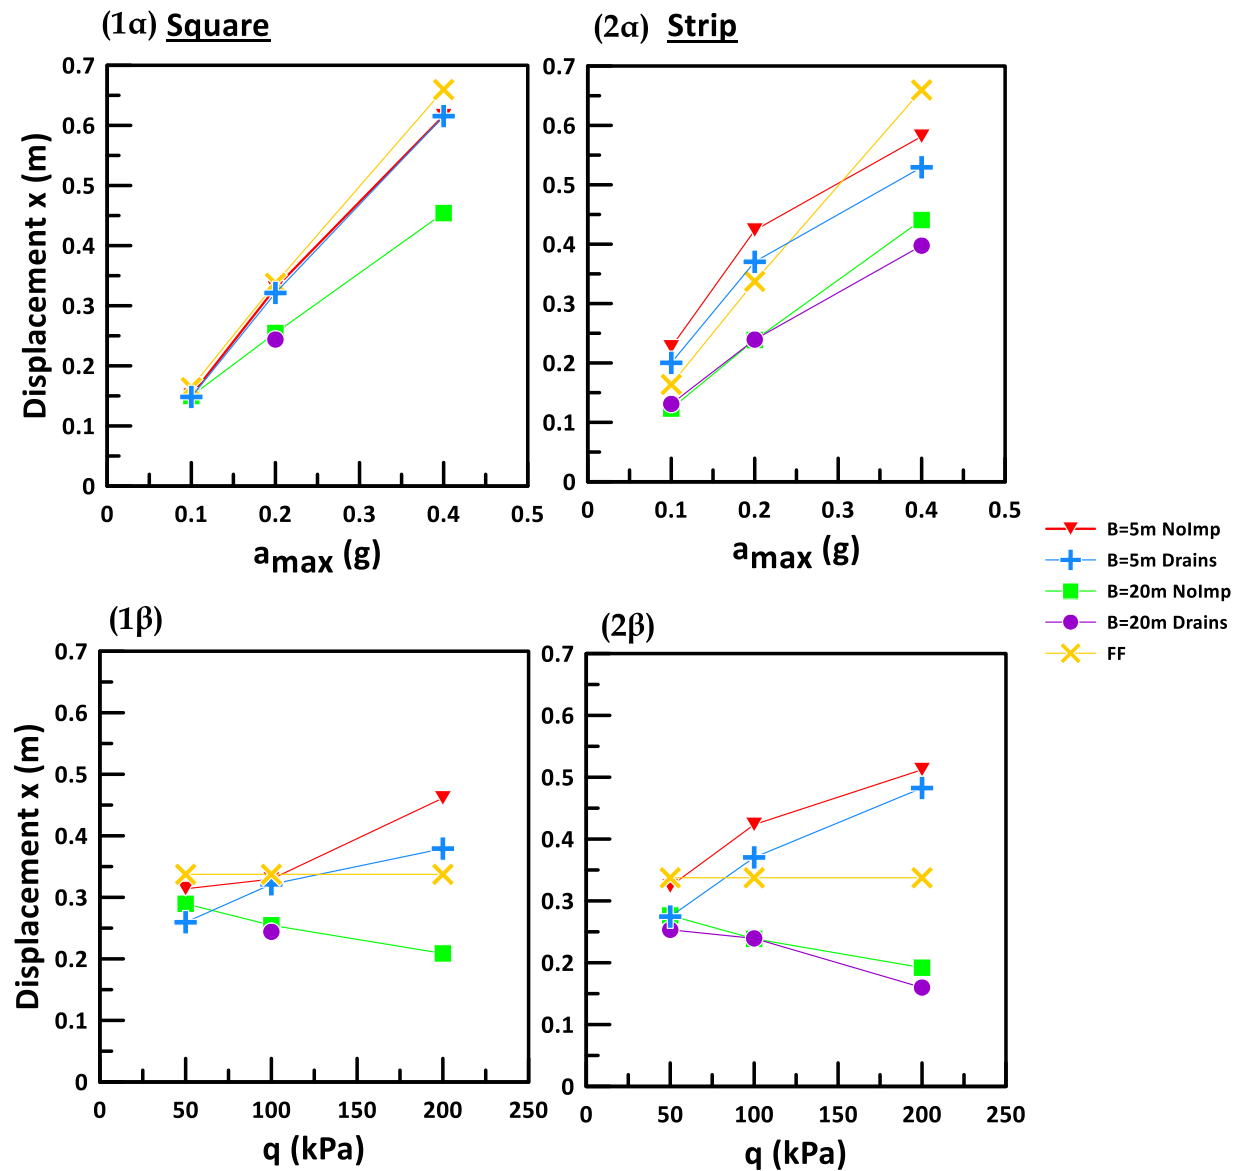 (1α) Square
0.7
0.6
0.5
0.4
0.3
0.2
0.1
0
Displacement x (m)
0 0.1 0.2 0.3 0.4 0.5
amax (g)
(2α) Strip
0.7
0.6
0.5
0.4
0.3
0.2
0.1
0
0 0.1 0.2 0.3 0.4 0.5
amax (g)
B=5m NoImp
B=5m Drains
B=20m NoImp
B=20m Drains
FF
(1β)
0.7
0.6
0.5
0.4
0.3
0.2
0.1
0
Displacement x (m)
0 50 100 150 200 250
q (kPa)
(2β)
0.7
0.6
0.5
0.4
0.3
0.2
0.1
0
0 50 100 150 200 250
q (kPa)